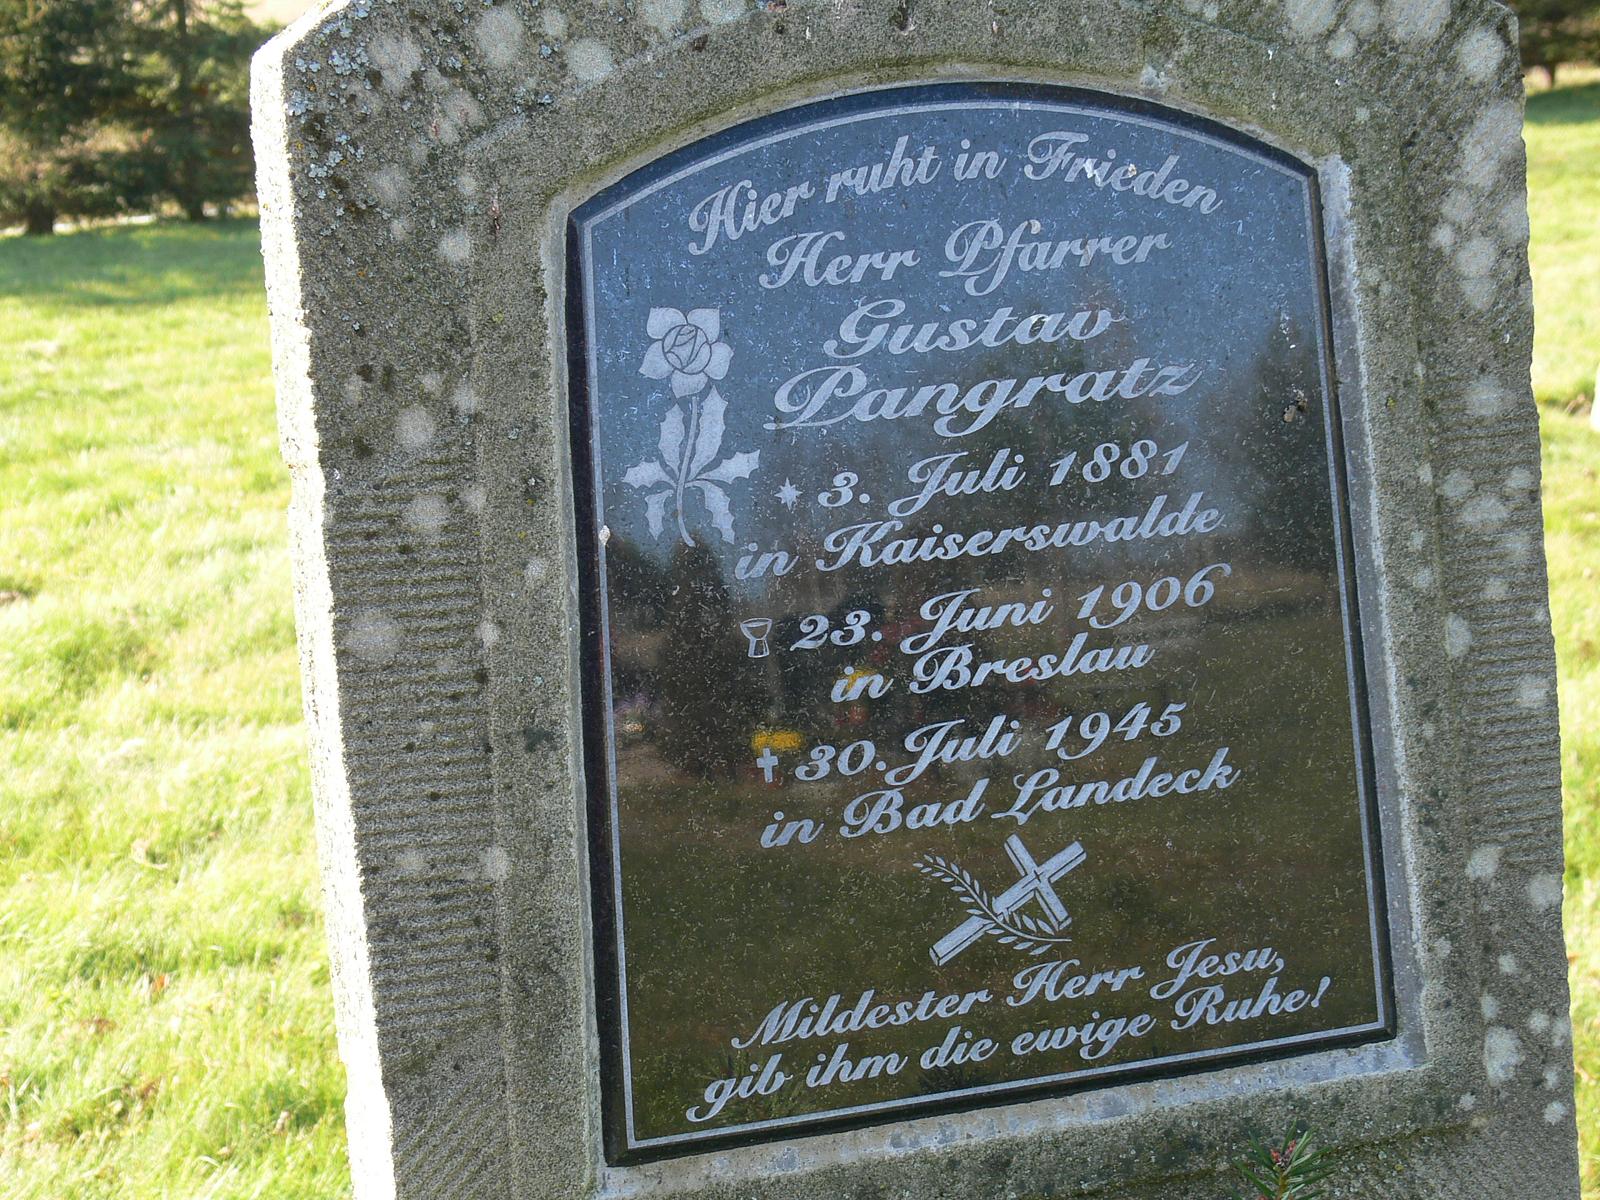 Hier ruht in Frieden
Herr Pfarrer
Gustav
Pangratz
* 3. Juli 1881
in Kaiserswalde
23. Juni 1906
in Breslau
✝ 30. Juli 1945
in Bad Landeck
Mildester Herr Jesu,
gib ihm die ewige Ruhe!